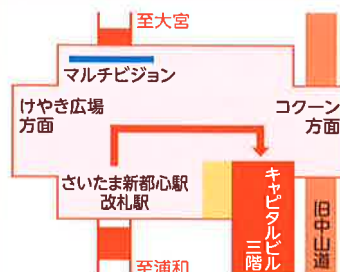 至大宮
マルチビジョン
けやき広場
方面
コクーン
方面
さいたま新都心駅
改札駅
キャピタルビル
三階
旧中山道
至浦和